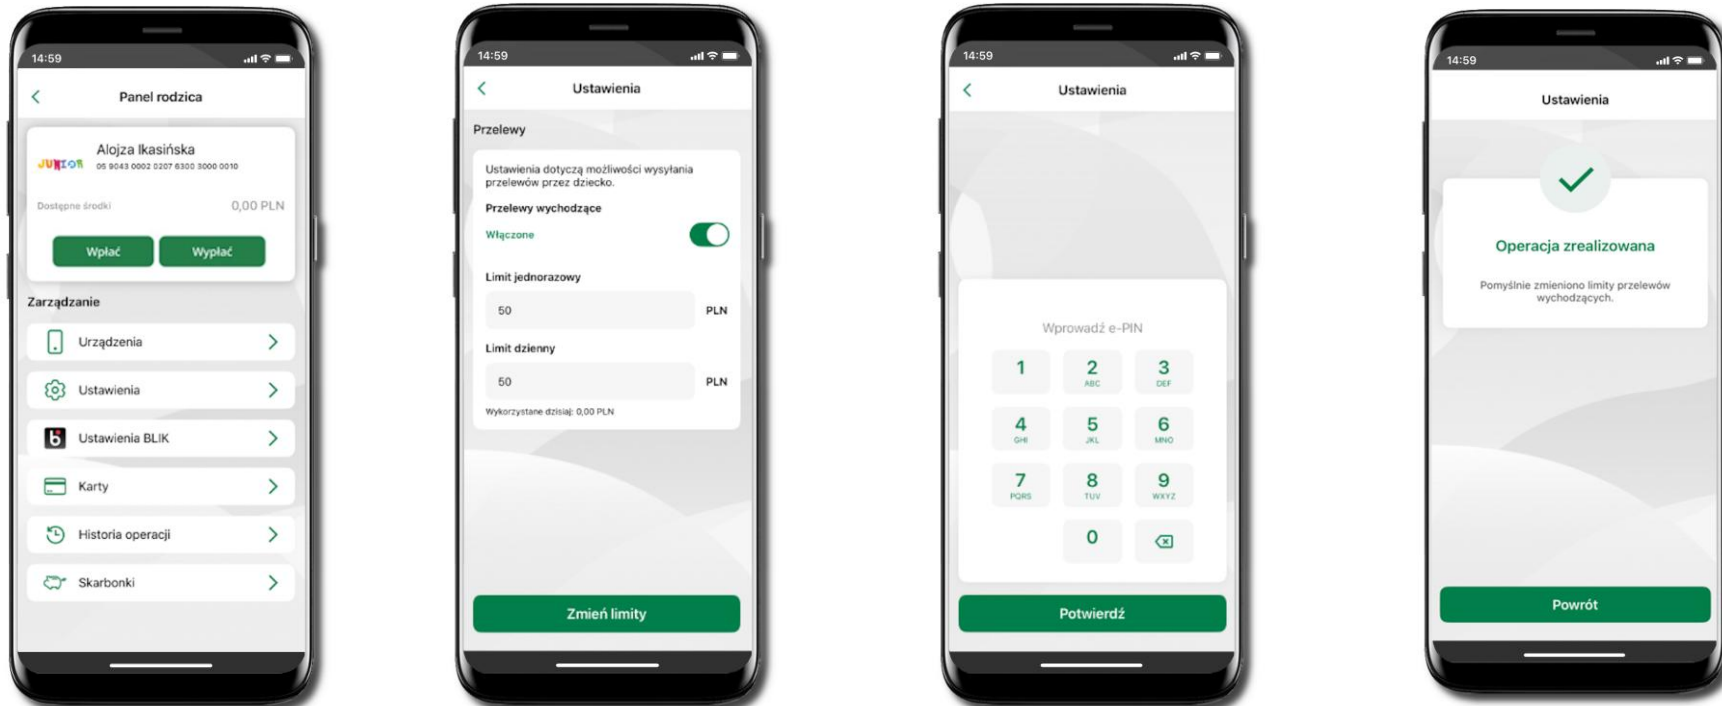 14:59
Panel rodzica
JUNIOR
Alojza Ikasińska
05 9043 0002 0207 6300 3000 0010
Dostępne środki 0,00 PLN
Wpłać Wypłać
Zarządzanie
Urządzenia
Ustawienia
Ustawienia BLIK
Karty
Historia operacji
Skarbonki
14:59
Ustawienia
Przelewy
Ustawienia dotyczą możliwości wysyłania
przelewów przez dziecko.
Przelewy wychodzące
Włączone
Limit jednorazowy
50 PLN
Limit dzienny
50 PLN
Wykorzystane dzisiaj: 0,00 PLN
Zmień limity
14:59
Ustawienia
Wprowadź e-PIN
1 2 3
ABC DEF
4 5 6
GHI JKL MNO
7 8 9
PQRS TUV WXYZ
0
Potwierdź
14:59
Ustawienia
Operacja zrealizowana
Pomyślnie zmieniono limity przelewów
wychodzących.
Powrót